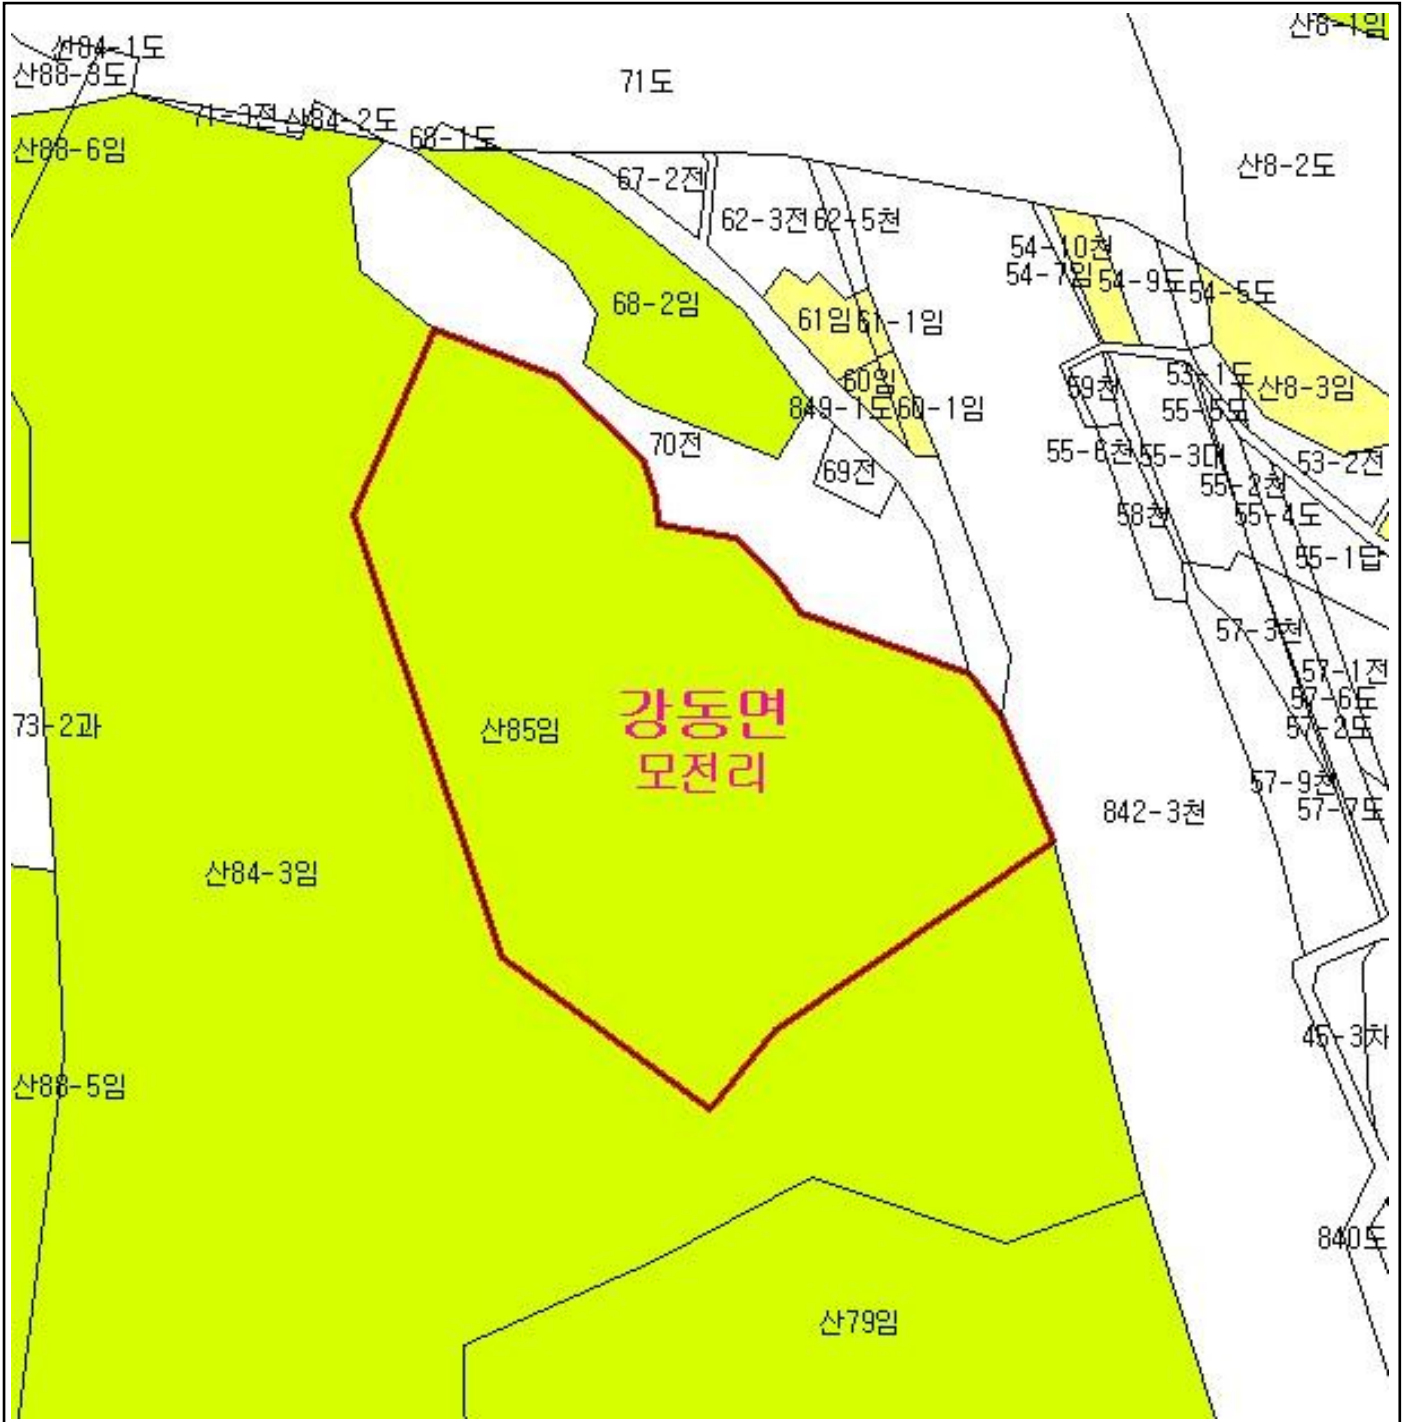 산8-1임
산84-1도
산88-3도
71도
71-3전
산84-2도
68-1도
산88-6임
산8-2도
67-2전
62-3전
62-5천
54-10천
54-7임
54-9도
54-5도
68-2임
61임
61-1임
53-1도
산8-3임
59천
60임
849-1도
60-1임
55-5도
70전
69전
55-6천
55-3대
53-2전
55-2천
58천
55-4도
55-1답
57-3천
57-1전
57-6도
강동면
73-2과
산85임
57-2도
모전리
57-9천
842-3천
57-7도
산84-3임
45-3차
산88-5임
840도
산79임